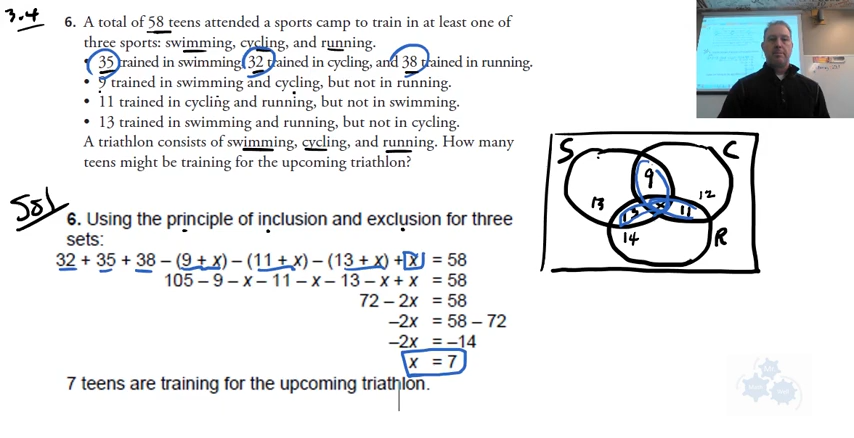 3.4
6. A total of 58 teens attended a sports camp to train in at least one of
three sports: swimming, cycling, and running.
• 35 trained in swimming, 32 trained in cycling, and 38 trained in running.
• 9 trained in swimming and cycling, but not in running.
• 11 trained in cycling and running, but not in swimming.
• 13 trained in swimming and running, but not in cycling.
A triathlon consists of swimming, cycling, and running. How many
teens might be training for the upcoming triathlon?
Sol
6. Using the principle of inclusion and exclusion for three
sets:
32 + 35 + 38 – (9 + x) – (11 + x) – (13 + x) + x = 58
105 – 9 – x – 11 – x – 13 – x + x = 58
72 – 2x = 58
–2x = 58 – 72
–2x = –14
x = 7
7 teens are training for the upcoming triathlon.
S
C
9
13
12
13
x
11
14
R